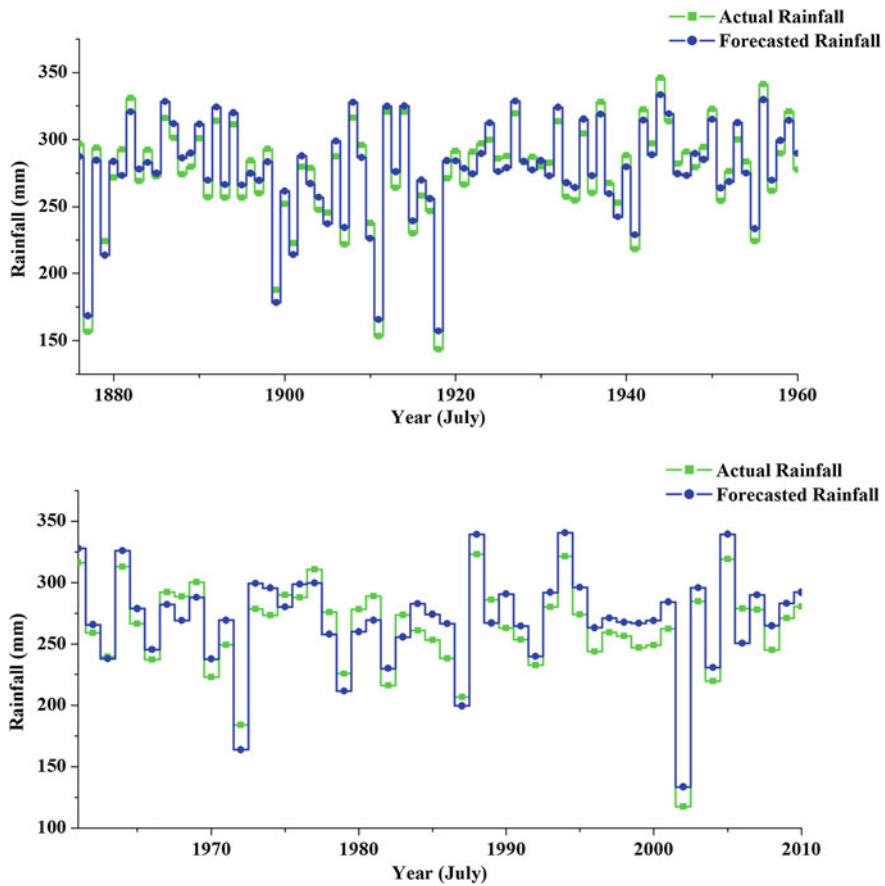 Actual Rainfall
Forecasted Rainfall
350
300
250
200
150
Rainfall (mm)
1880
1900
1920
1940
1960
Year (July)
Actual Rainfall
Forecasted Rainfall
350
300
250
200
150
100
Rainfall (mm)
1970
1980
1990
2000
2010
Year (July)